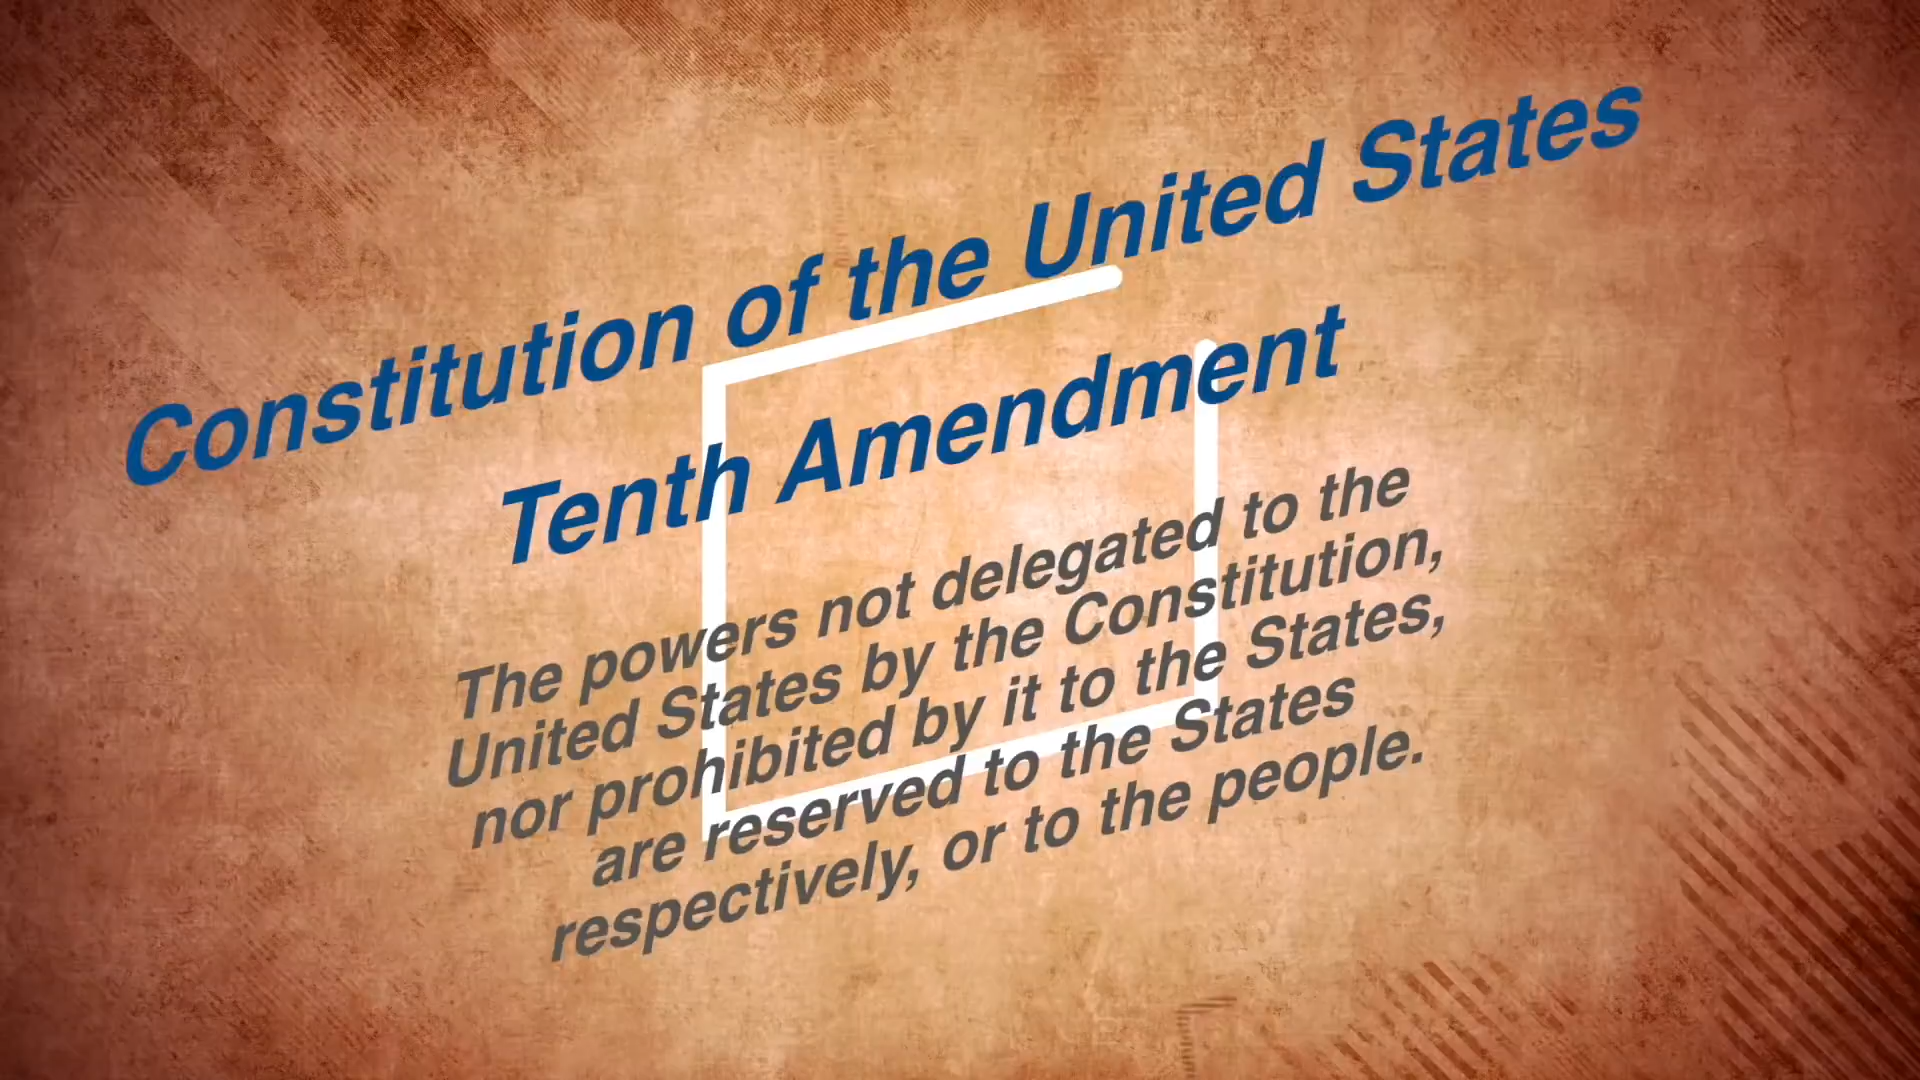 Constitution of the United States
Tenth Amendment
The powers not delegated to the
United States by the Constitution,
nor prohibited by it to the States,
are reserved to the States
respectively, or to the people.